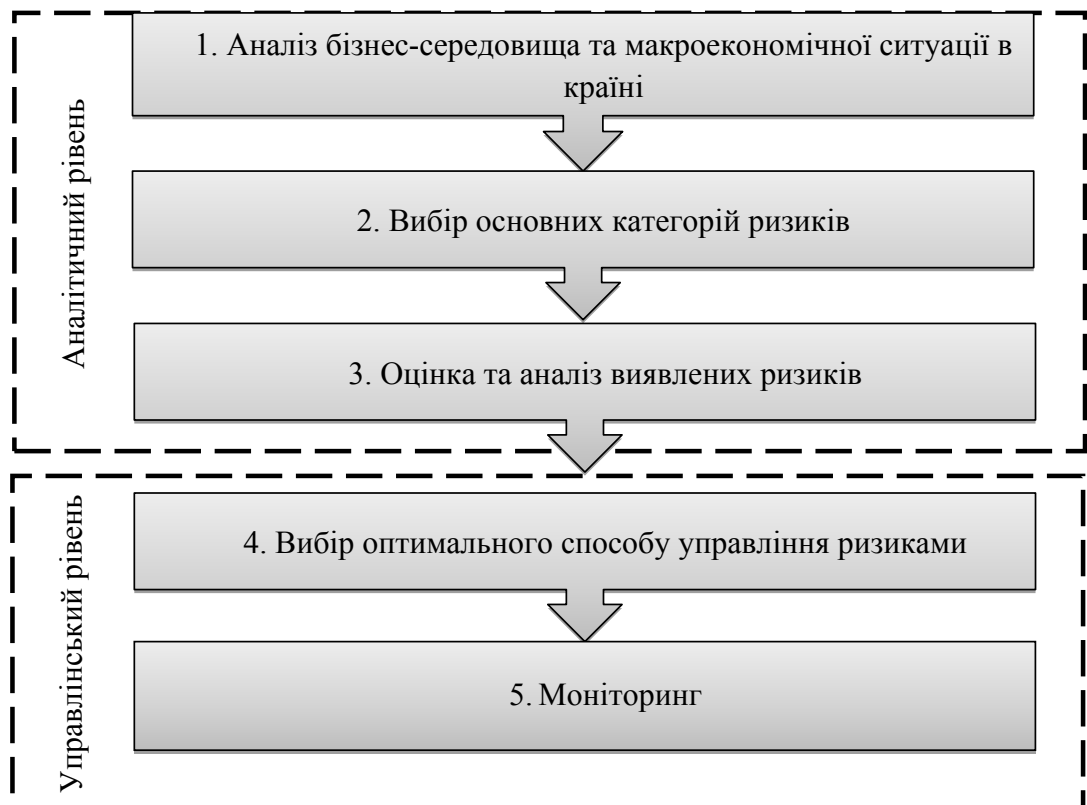 Аналітичний рівень
1. Аналіз бізнес-середовища та макроекономічної ситуації в
країні
2. Вибір основних категорій ризиків
3. Оцінка та аналіз виявлених ризиків
Управлінський рівень
4. Вибір оптимального способу управління ризиками
5. Моніторинг